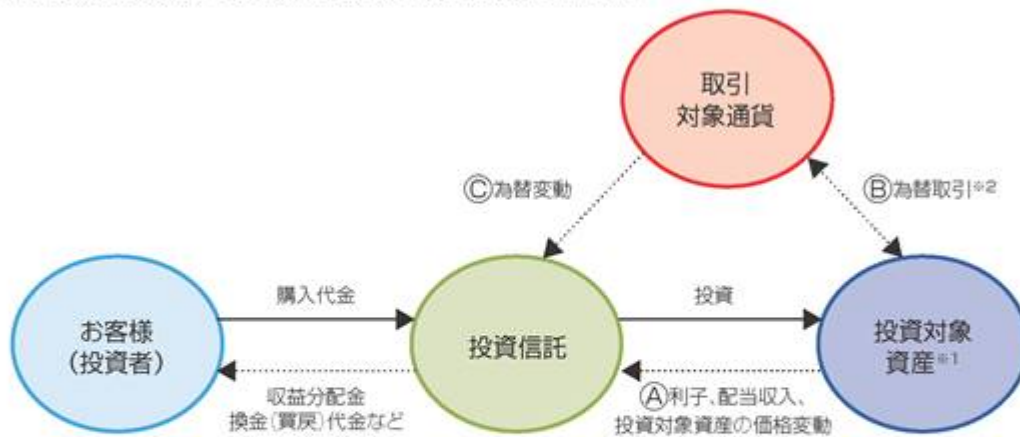 取引
対象通貨
Ⓒ為替変動
Ⓑ為替取引※2
購入代金
投資
お客様
(投資者)
投資信託
投資対象
資産※1
収益分配金
換金(買戻)代金など
Ⓐ利子、配当収入、
投資対象資産の価格変動